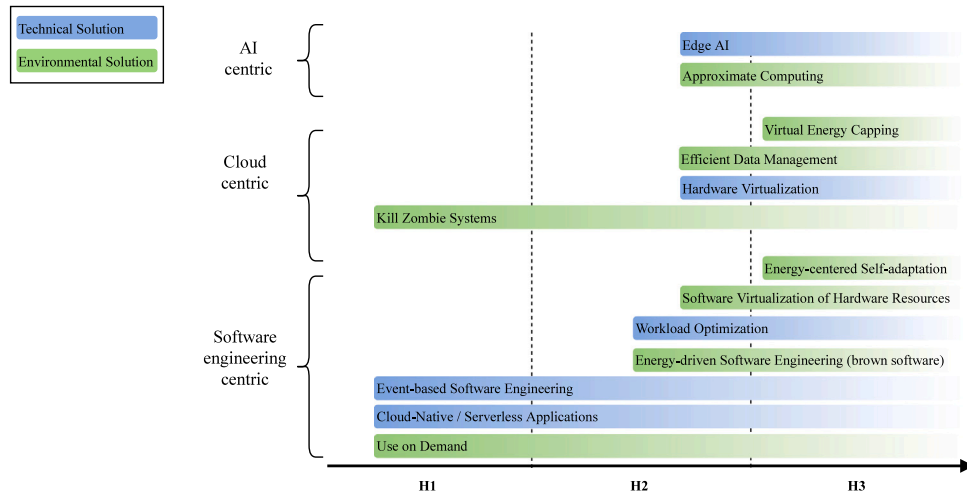 Technical Solution
Environmental Solution
AI
centric
Edge AI
Approximate Computing
Cloud
centric
Virtual Energy Capping
Efficient Data Management
Hardware Virtualization
Kill Zombie Systems
Software
engineering
centric
Energy-centered Self-adaptation
Software Virtualization of Hardware Resources
Workload Optimization
Energy-driven Software Engineering (brown software)
Event-based Software Engineering
Cloud-Native / Serverless Applications
Use on Demand
H1 H2 H3